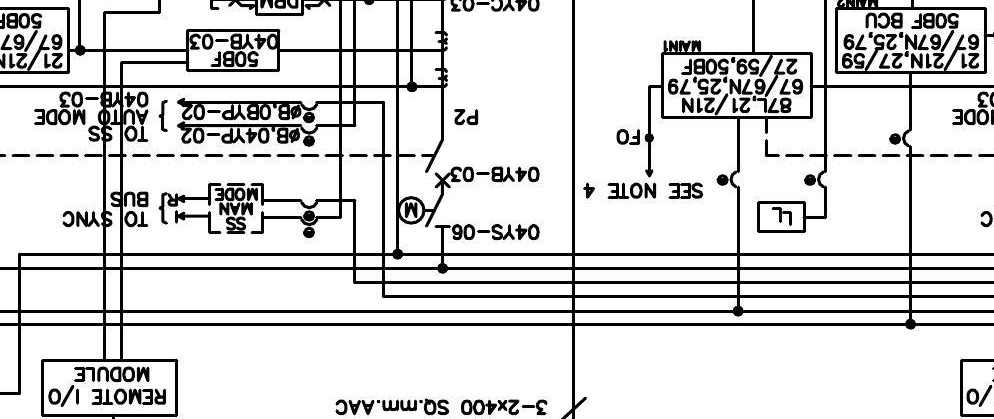 3-2x400 SQ.mm.AAC
/O
REMOTE I/O
MODULE
LL
SEE NOTE 4
FO
87L,21/21N
67/67N,25,79
27/59,50BF
MAIN1
21/21N,27/59
67/67N,25,79
50BF BCU
MAIN2
04YS-06
M
04YB-03
P2
SS
MAN
MODE
R
TO SYNC
BUS
ØB,04YP-02
ØB,08YP-02
TO SS
AUTO MODE
04YB-03
50BF
04YB-03
21/21N
67/67
50BF
04YC-03
DRM